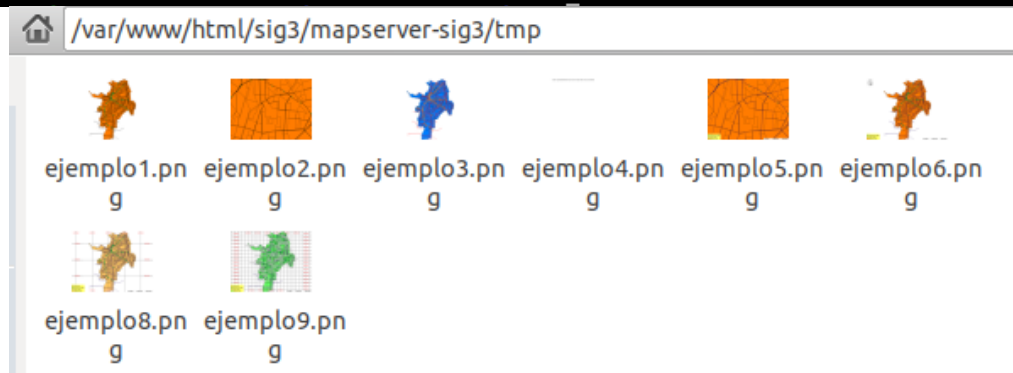 /var/www/html/sig3/mapserver-sig3/tmp
ejemplo1.pn ejemplo2.pn ejemplo3.pn ejemplo4.pn ejemplo5.pn ejemplo6.pn
g g g g g g
ejemplo8.pn ejemplo9.pn
g g